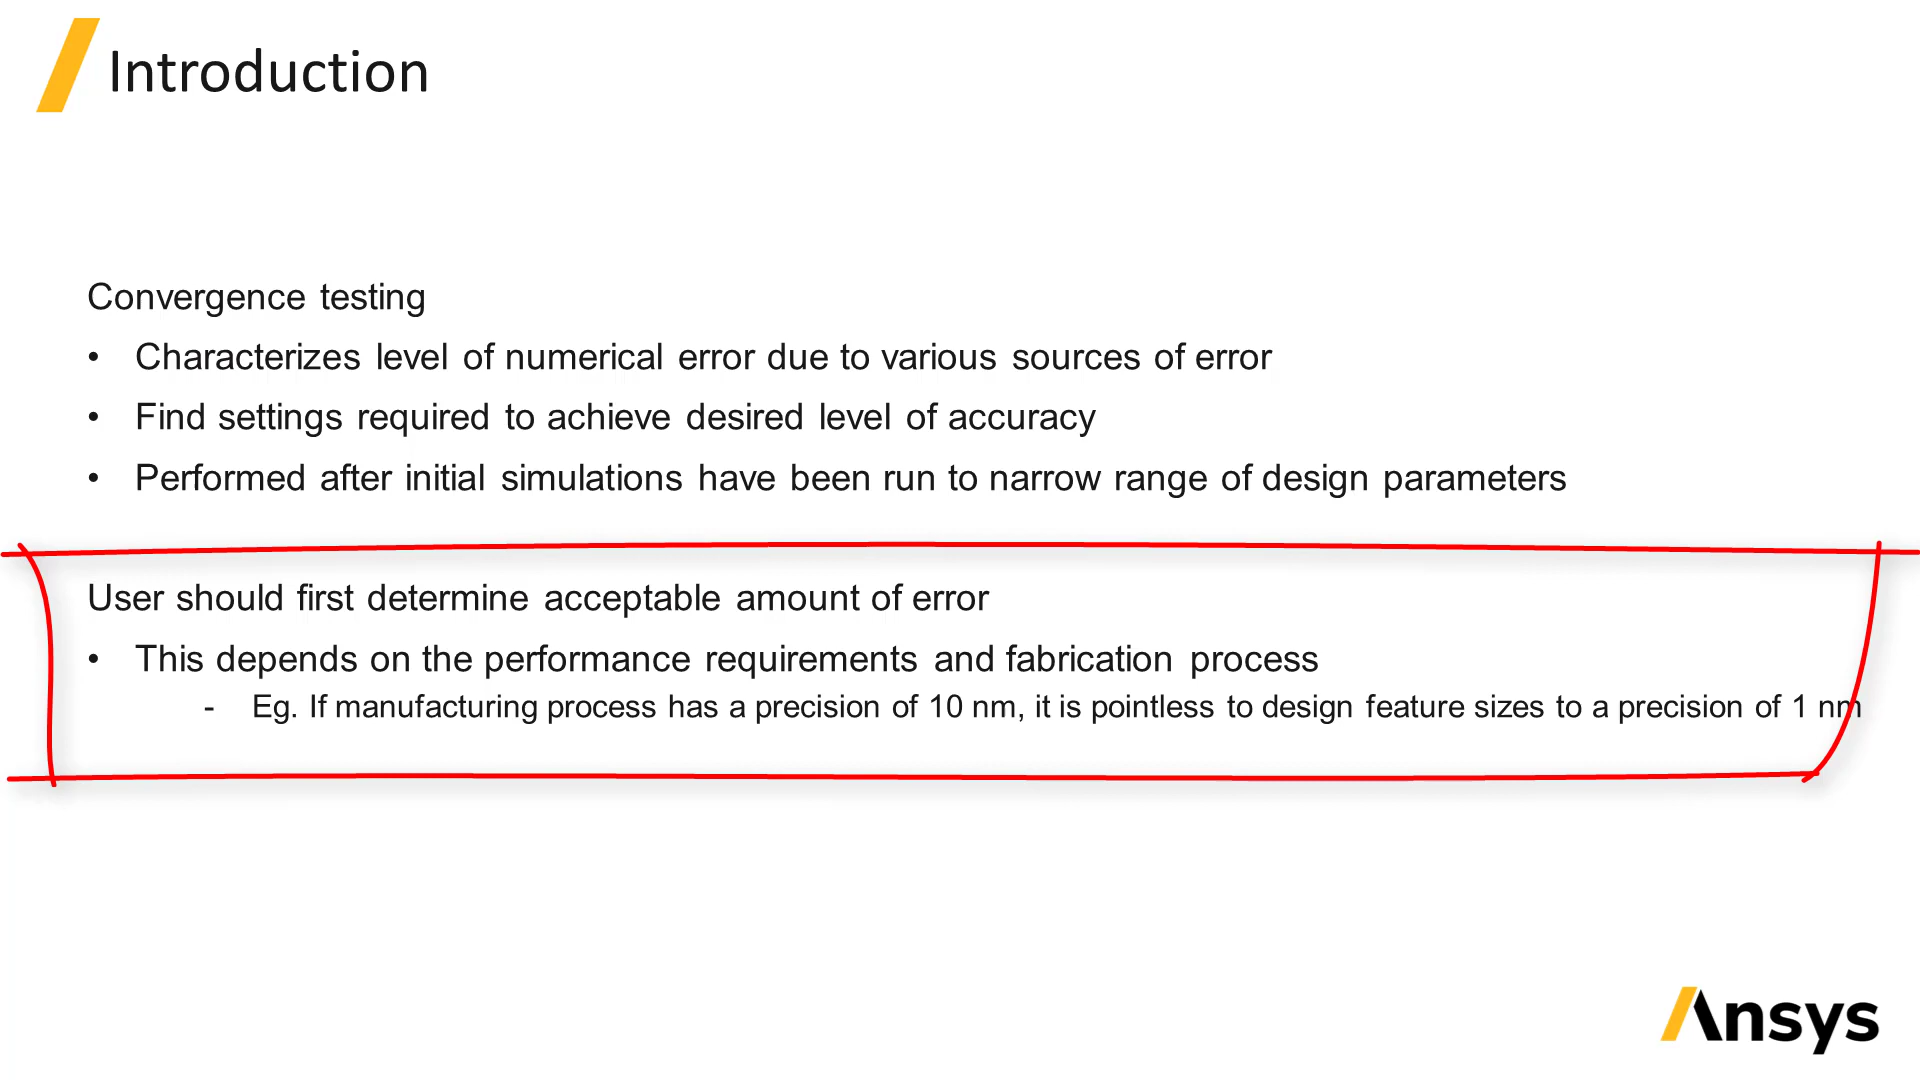 Introduction
Convergence testing
• Characterizes level of numerical error due to various sources of error
• Find settings required to achieve desired level of accuracy
• Performed after initial simulations have been run to narrow range of design parameters
User should first determine acceptable amount of error
• This depends on the performance requirements and fabrication process
- Eg. If manufacturing process has a precision of 10 nm, it is pointless to design feature sizes to a precision of 1 nm
Ansys